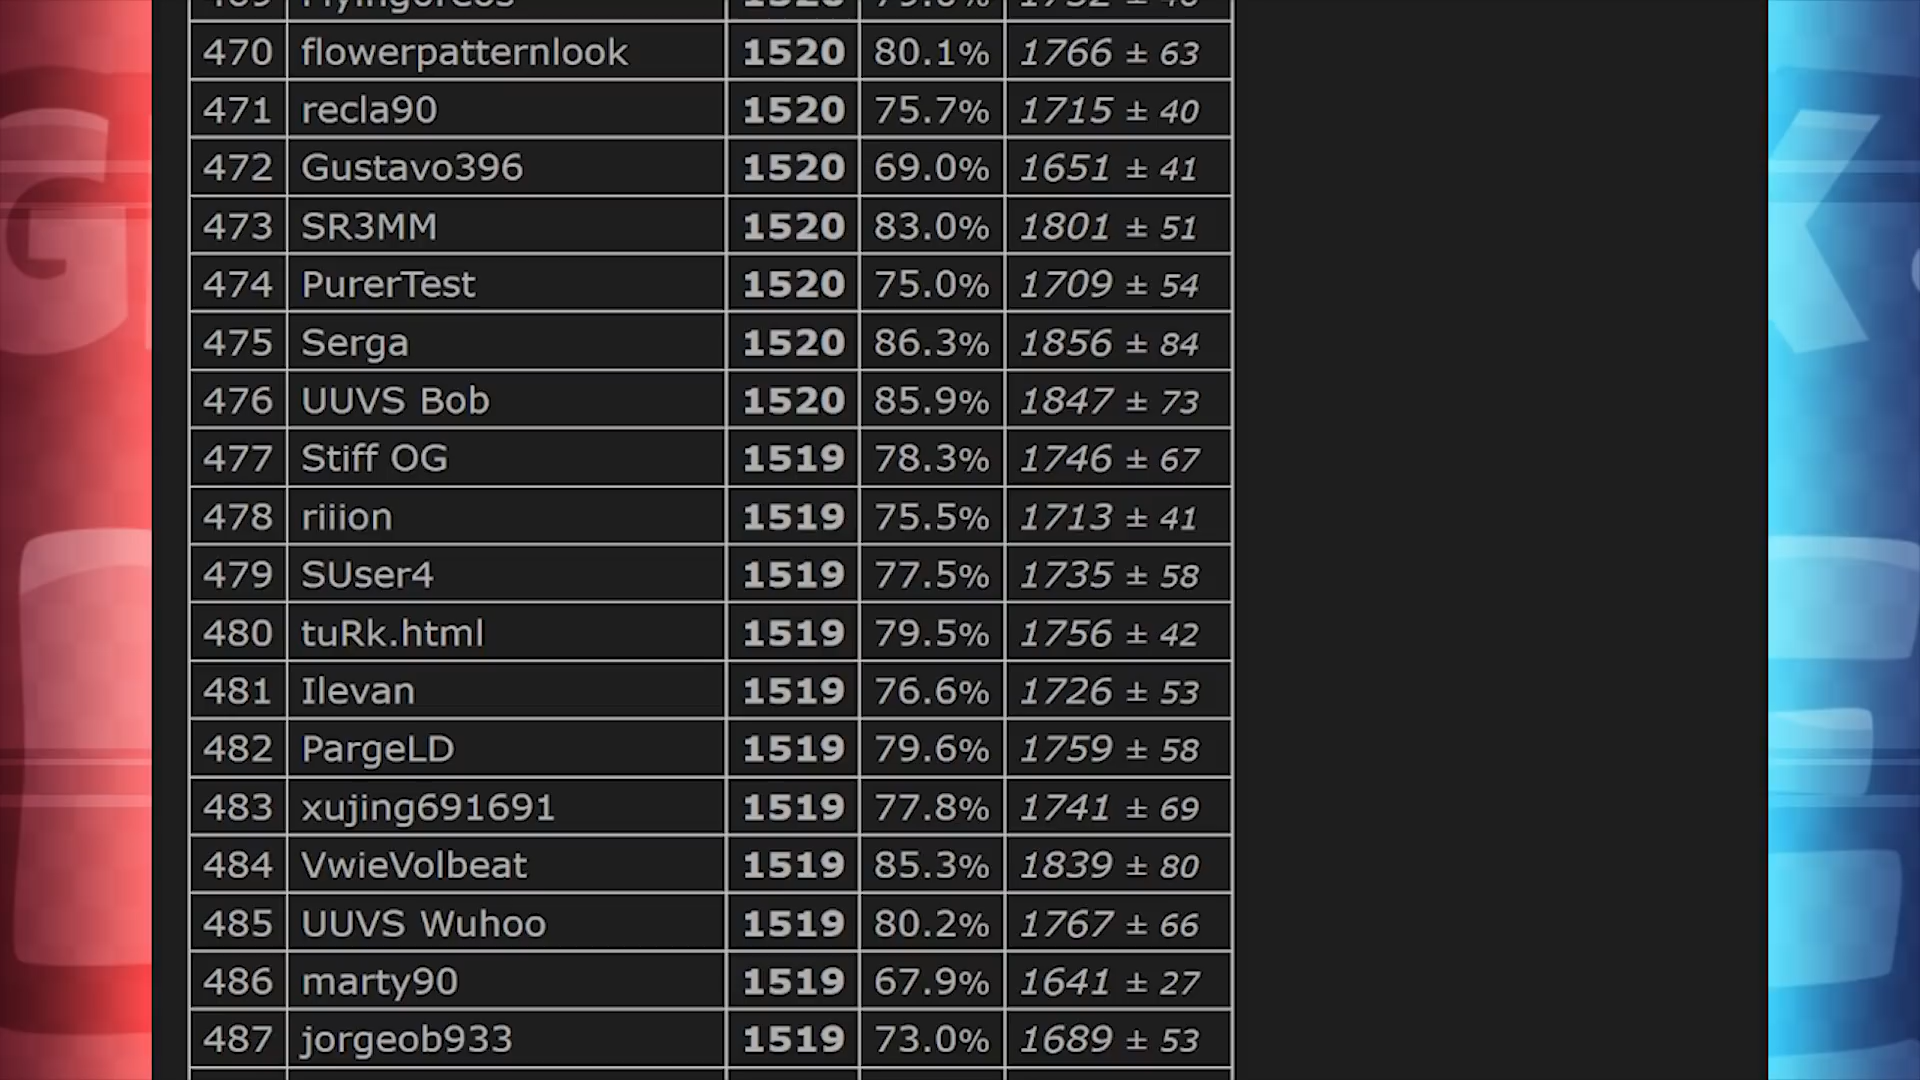 470 flowerpatternlook 1520 80.1% 1766 ± 63
471 recla90 1520 75.7% 1715 ± 40
472 Gustavo396 1520 69.0% 1651 ± 41
473 SR3MM 1520 83.0% 1801 ± 51
474 PurerTest 1520 75.0% 1709 ± 54
475 Serga 1520 86.3% 1856 ± 84
476 UUVS Bob 1520 85.9% 1847 ± 73
477 Stiff OG 1519 78.3% 1746 ± 67
478 riiion 1519 75.5% 1713 ± 41
479 SUser4 1519 77.5% 1735 ± 58
480 tuRk.html 1519 79.5% 1756 ± 42
481 Ilevan 1519 76.6% 1726 ± 53
482 PargeLD 1519 79.6% 1759 ± 58
483 xujing691691 1519 77.8% 1741 ± 69
484 VwieVolbeat 1519 85.3% 1839 ± 80
485 UUVS Wuhoo 1519 80.2% 1767 ± 66
486 marty90 1519 67.9% 1641 ± 27
487 jorgeob933 1519 73.0% 1689 ± 53